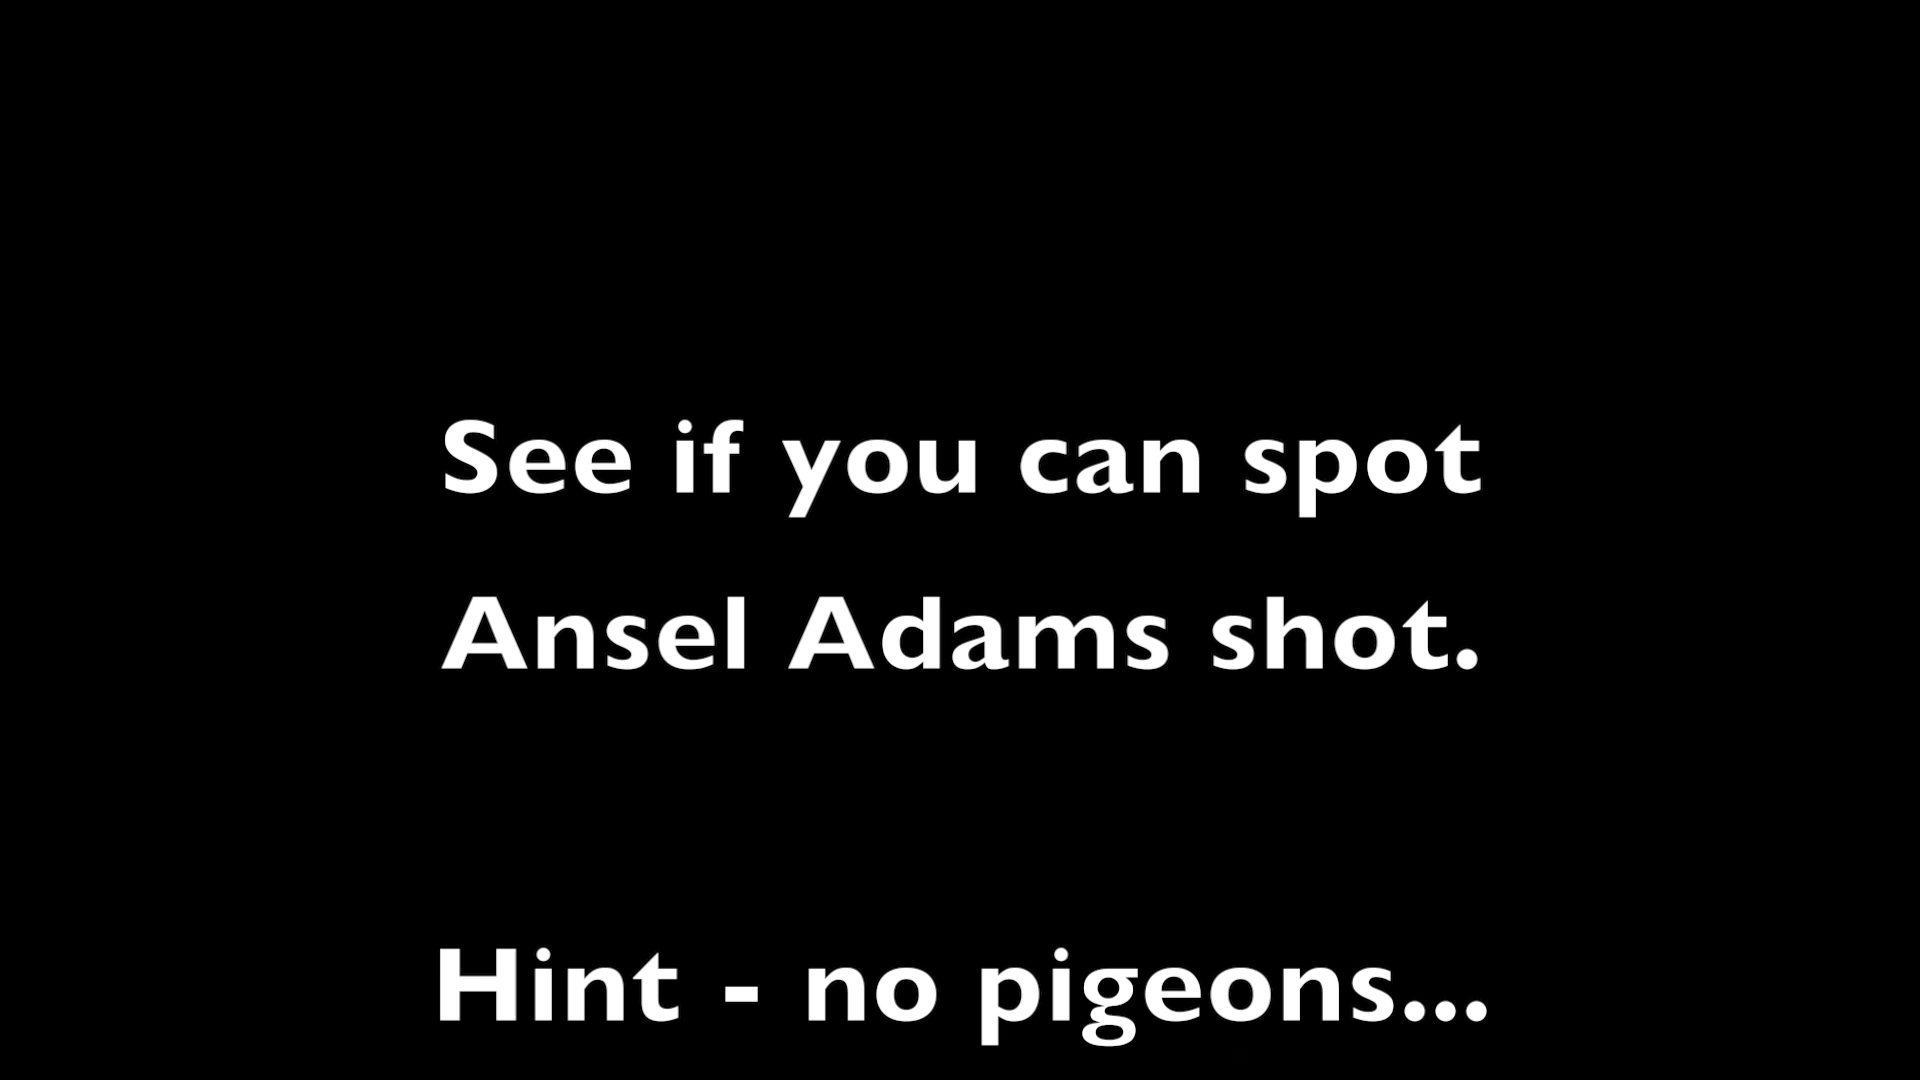 See if you can spot
Ansel Adams shot.
Hint - no pigeons...